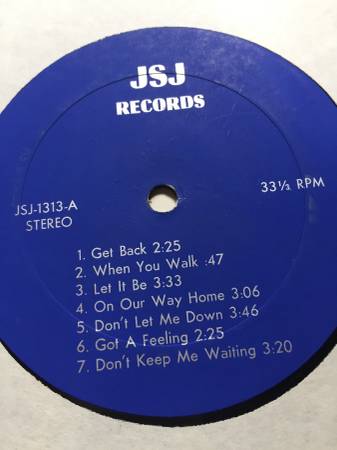 JSJ
RECORDS
JSJ-1313-A
STEREO
33⅓ RPM
1. Get Back 2:25
2. When You Walk :47
3. Let It Be 3:33
4. On Our Way Home 3:06
5. Don't Let Me Down 3:46
6. Got A Feeling 2:25
7. Don't Keep Me Waiting 3:20